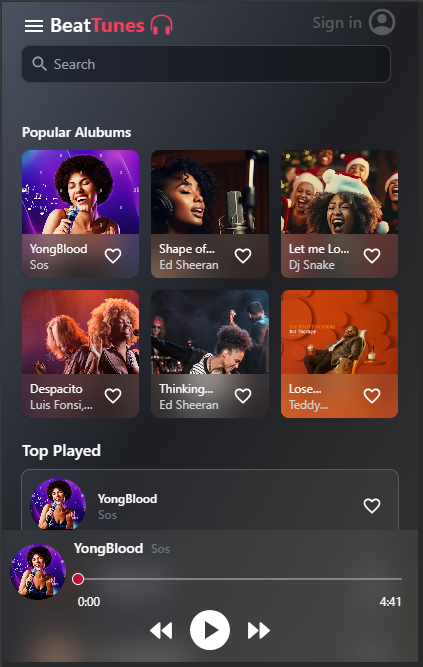 BeatTunes
Sign in
Search
Popular Alubums
YongBlood
Sos
Shape of...
Ed Sheeran
Let me Lo...
Dj Snake
Despacito
Luis Fonsi,...
Thinking...
Ed Sheeran
Lose...
Teddy...
Top Played
YongBlood
Sos
YongBlood Sos
0:00
4:41